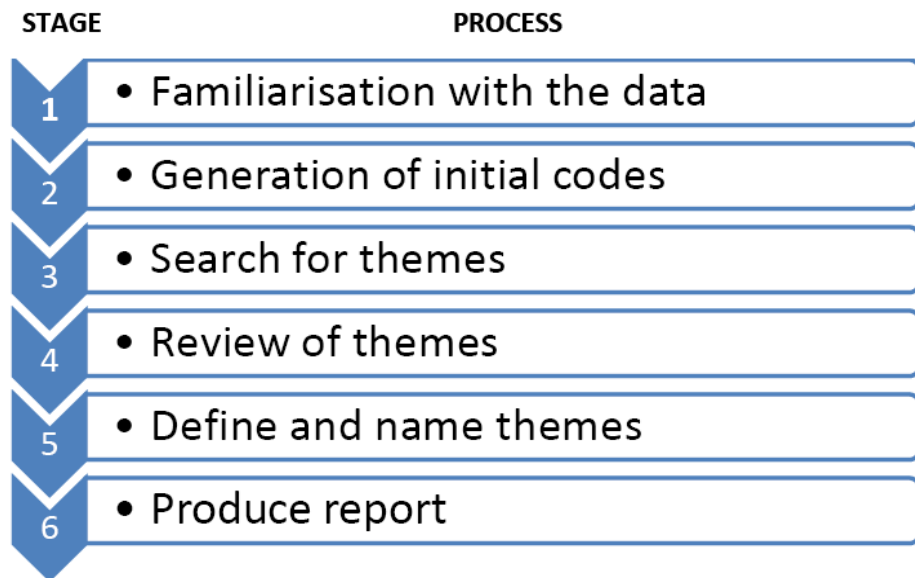 STAGE PROCESS
1 • Familiarisation with the data
2 • Generation of initial codes
3 • Search for themes
4 • Review of themes
5 • Define and name themes
6 • Produce report